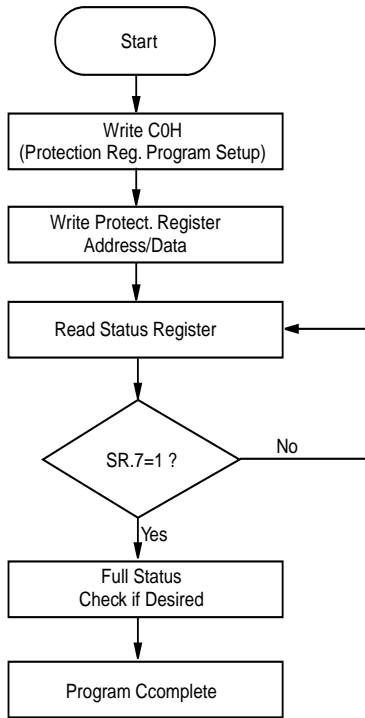 Start
Write C0H
(Protection Reg. Program Setup)
Write Protect. Register
Address/Data
Read Status Register
SR.7=1 ?
No
Yes
Full Status
Check if Desired
Program Ccomplete